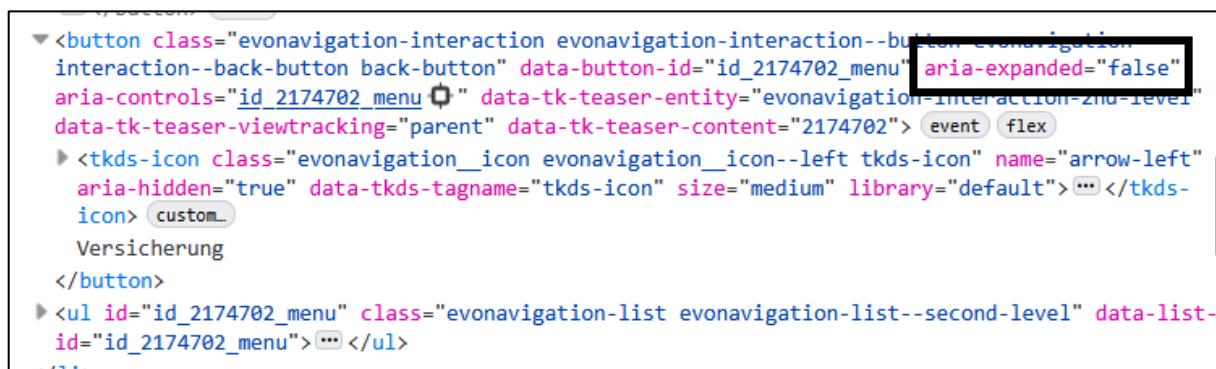 <button class="evonavigation-interaction evonavigation-interaction--button evonavigation-
interaction--back-button back-button" data-button-id="id_2174702_menu" aria-expanded="false"
aria-controls="id_2174702_menu" data-tk-teaser-entity="evonavigation-interaction-2nd-level"
data-tk-teaser-viewtracking="parent" data-tk-teaser-content="2174702"> event flex
<tkds-icon class="evonavigation__icon evonavigation__icon--left tkds-icon" name="arrow-left"
aria-hidden="true" data-tkds-tagname="tkds-icon" size="medium" library="default"> … </tkds-
icon> custom…
Versicherung
</button>
<ul id="id_2174702_menu" class="evonavigation-list evonavigation-list--second-level" data-list-
id="id_2174702_menu"> … </ul>